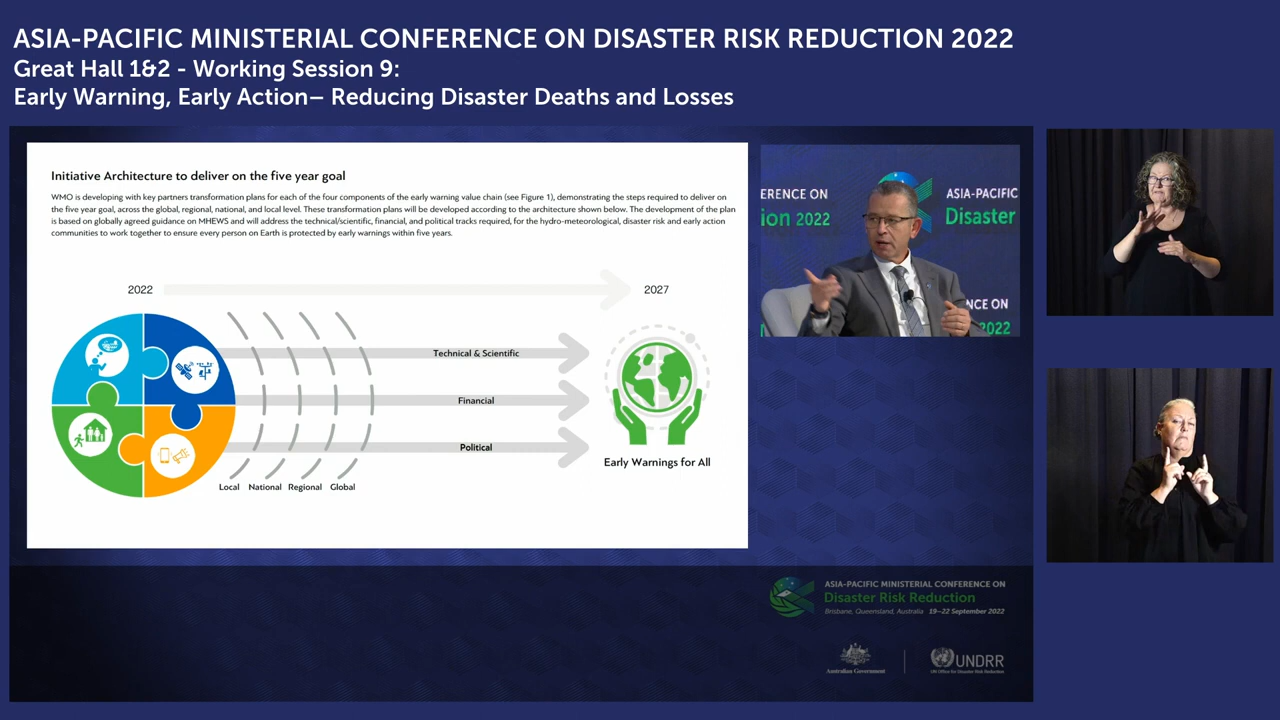 ASIA-PACIFIC MINISTERIAL CONFERENCE ON DISASTER RISK REDUCTION 2022
Great Hall 1&2 - Working Session 9:
Early Warning, Early Action– Reducing Disaster Deaths and Losses
Initiative Architecture to deliver on the five year goal
WMO is developing with key partners transformation plans for each of the four components of the early warning value chain (see Figure 1), demonstrating the steps required to deliver on
the five year goal, across the global, regional, national, and local level. These transformation plans will be developed according to the architecture shown below. The development of the plan
is based on globally agreed guidance on MHEWS and will address the technical/scientific, financial, and political tracks required, for the hydro-meteorological, disaster risk and early action
communities to work together to ensure every person on Earth is protected by early warnings within five years.
2022
2027
Technical & Scientific
Financial
Political
Early Warnings for All
Local
National
Regional
Global
ERENCE ON
ion 2022
ASIA-PACIFIC
Disaster
NCE ON
2022
ASIA-PACIFIC MINISTERIAL CONFERENCE ON
Disaster Risk Reduction
Brisbane, Queensland, Australia 19–22 September 2022
Australian Government
UNDRR
UN Office for Disaster Risk Reduction